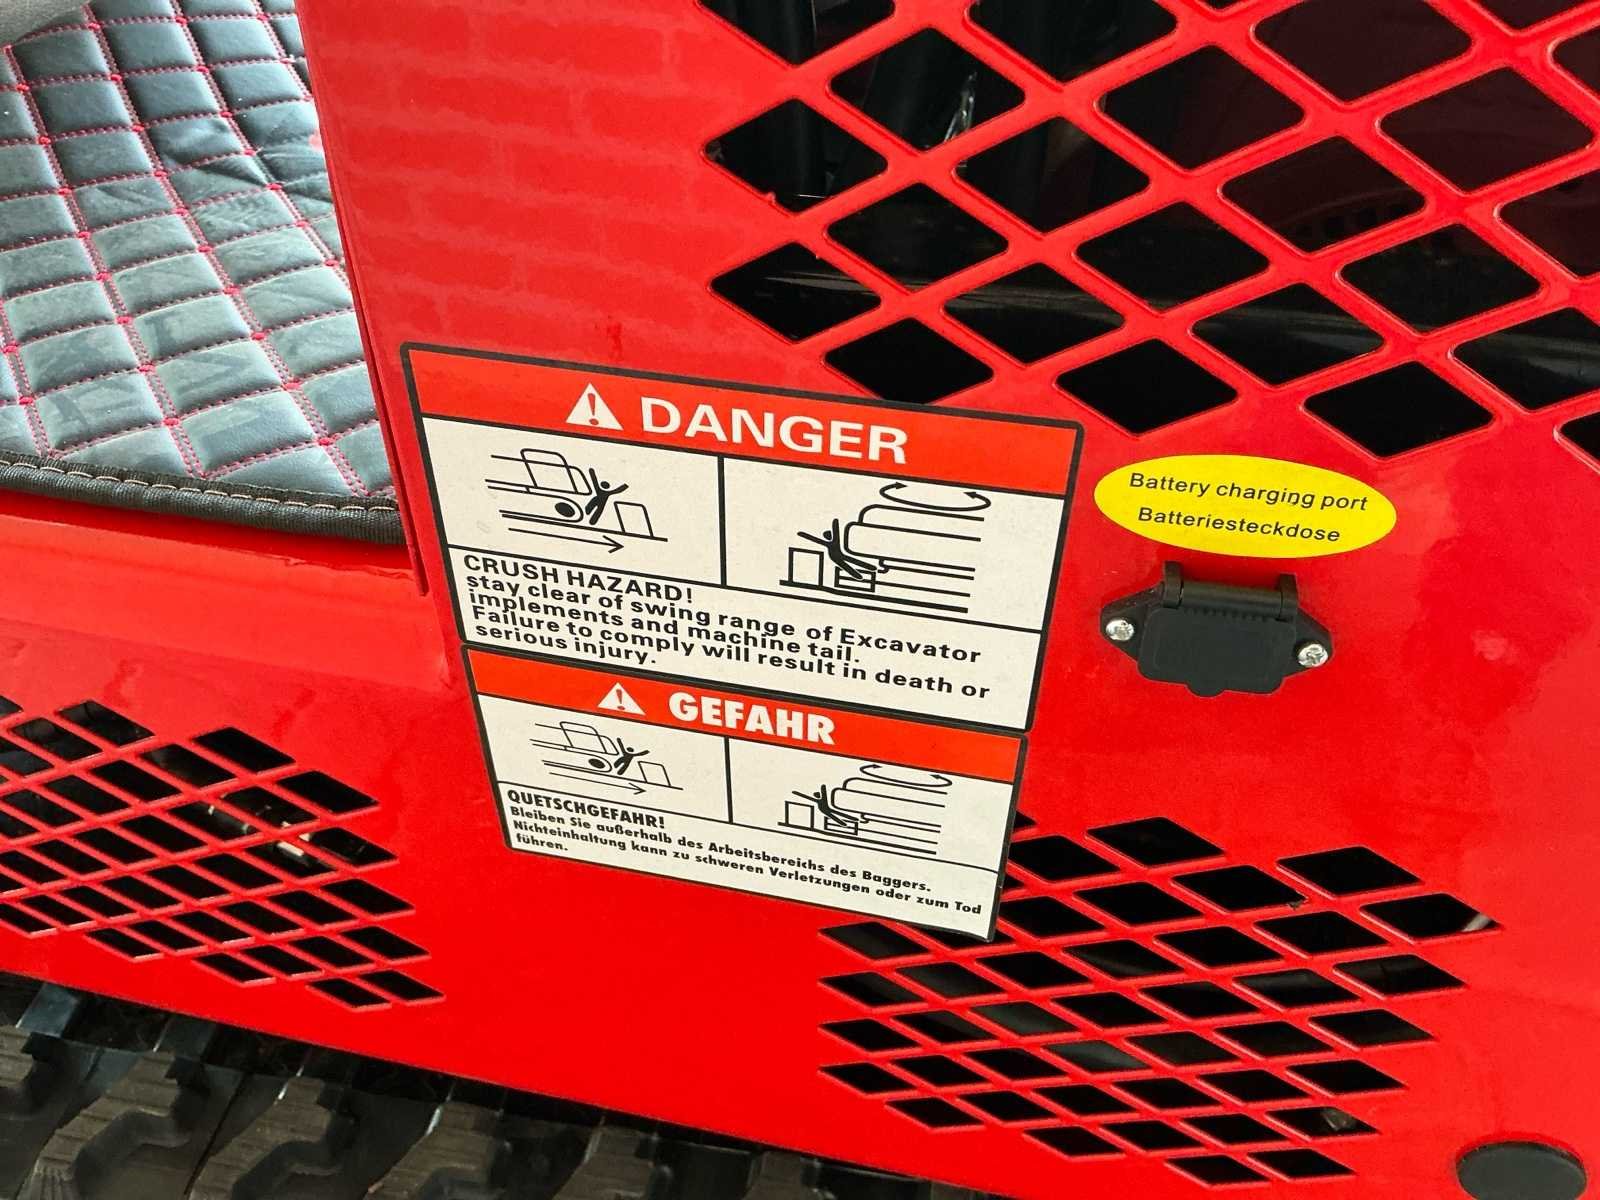 DANGER
CRUSH HAZARD!
stay clear of swing range of Excavator
implements and machine tail.
Failure to comply will result in death or
serious injury.
GEFAHR
QUETSCHGEFAHR!
Bleiben Sie außerhalb des Arbeitsbereichs des Baggers.
Nichteinhaltung kann zu schweren Verletzungen oder zum Tod
führen.
Battery charging port
Batteriesteckdose